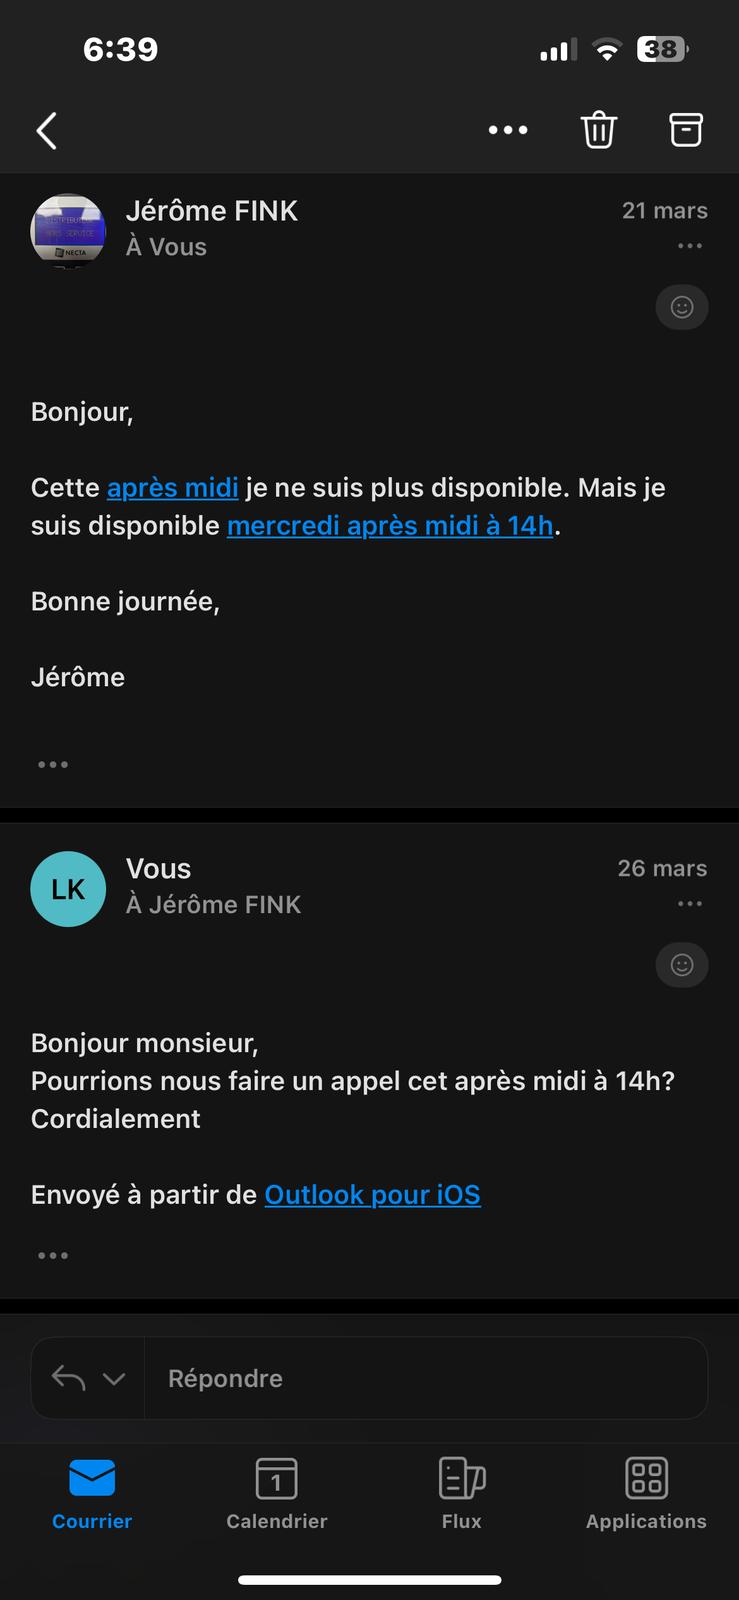 6:39
38
Jérôme FINK
21 mars
À Vous
NECTA
Bonjour,
Cette après midi je ne suis plus disponible. Mais je
suis disponible mercredi après midi à 14h.
Bonne journée,
Jérôme
LK
Vous
26 mars
À Jérôme FINK
Bonjour monsieur,
Pourrions nous faire un appel cet après midi à 14h?
Cordialement
Envoyé à partir de Outlook pour iOS
Répondre
1
Courrier
Calendrier
Flux
Applications